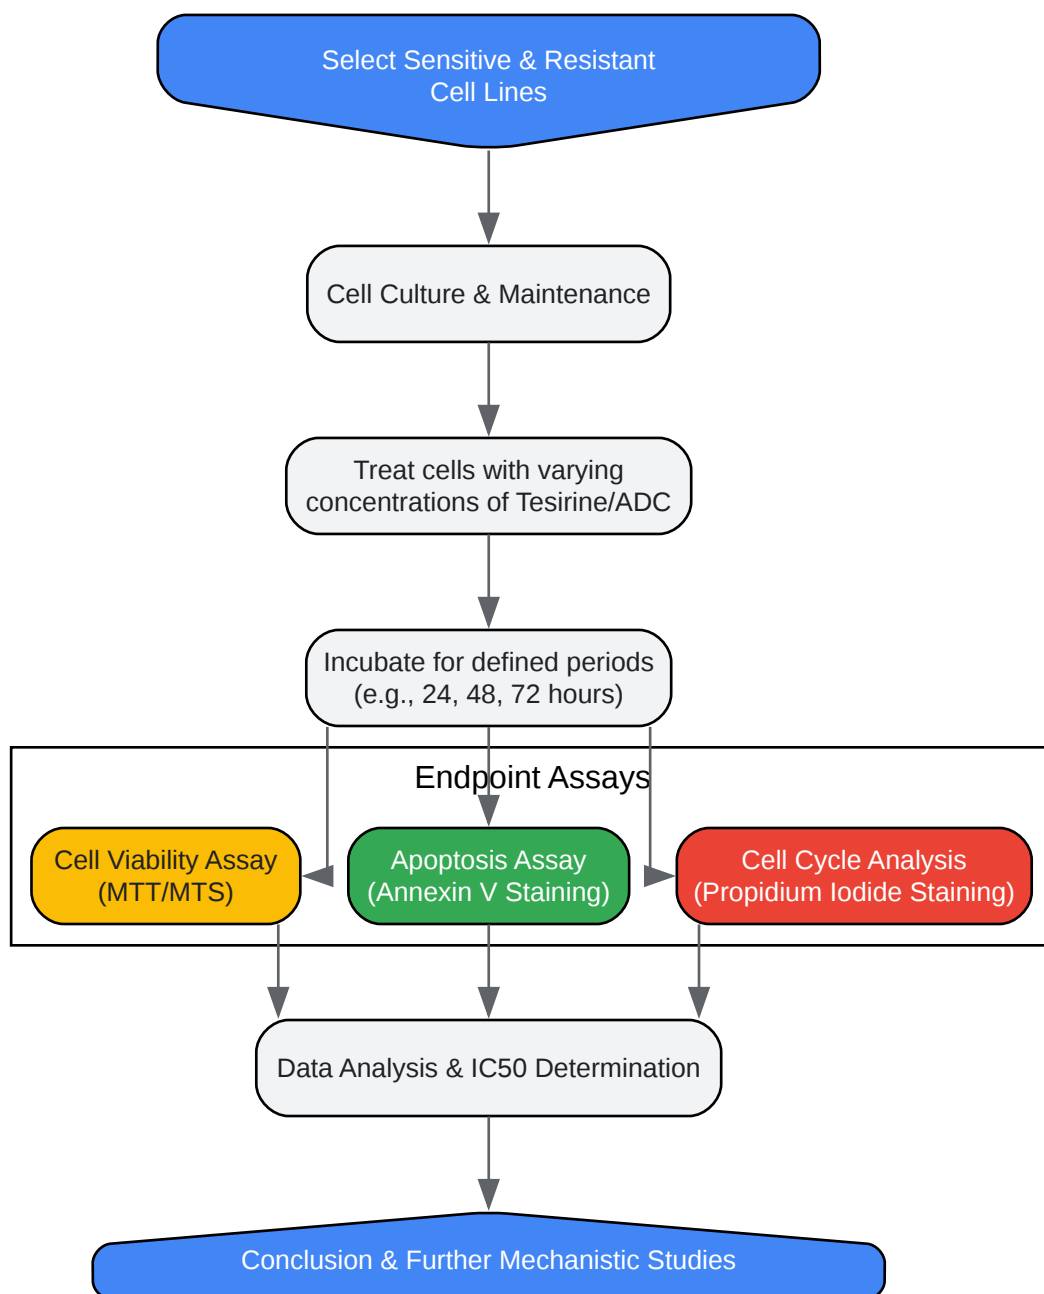 Select Sensitive & Resistant
Cell Lines
Cell Culture & Maintenance
Treat cells with varying
concentrations of Tesirine/ADC
Incubate for defined periods
(e.g., 24, 48, 72 hours)
Endpoint Assays
Cell Viability Assay
(MTT/MTS)
Apoptosis Assay
(Annexin V Staining)
Cell Cycle Analysis
(Propidium Iodide Staining)
Data Analysis & IC50 Determination
Conclusion & Further Mechanistic Studies